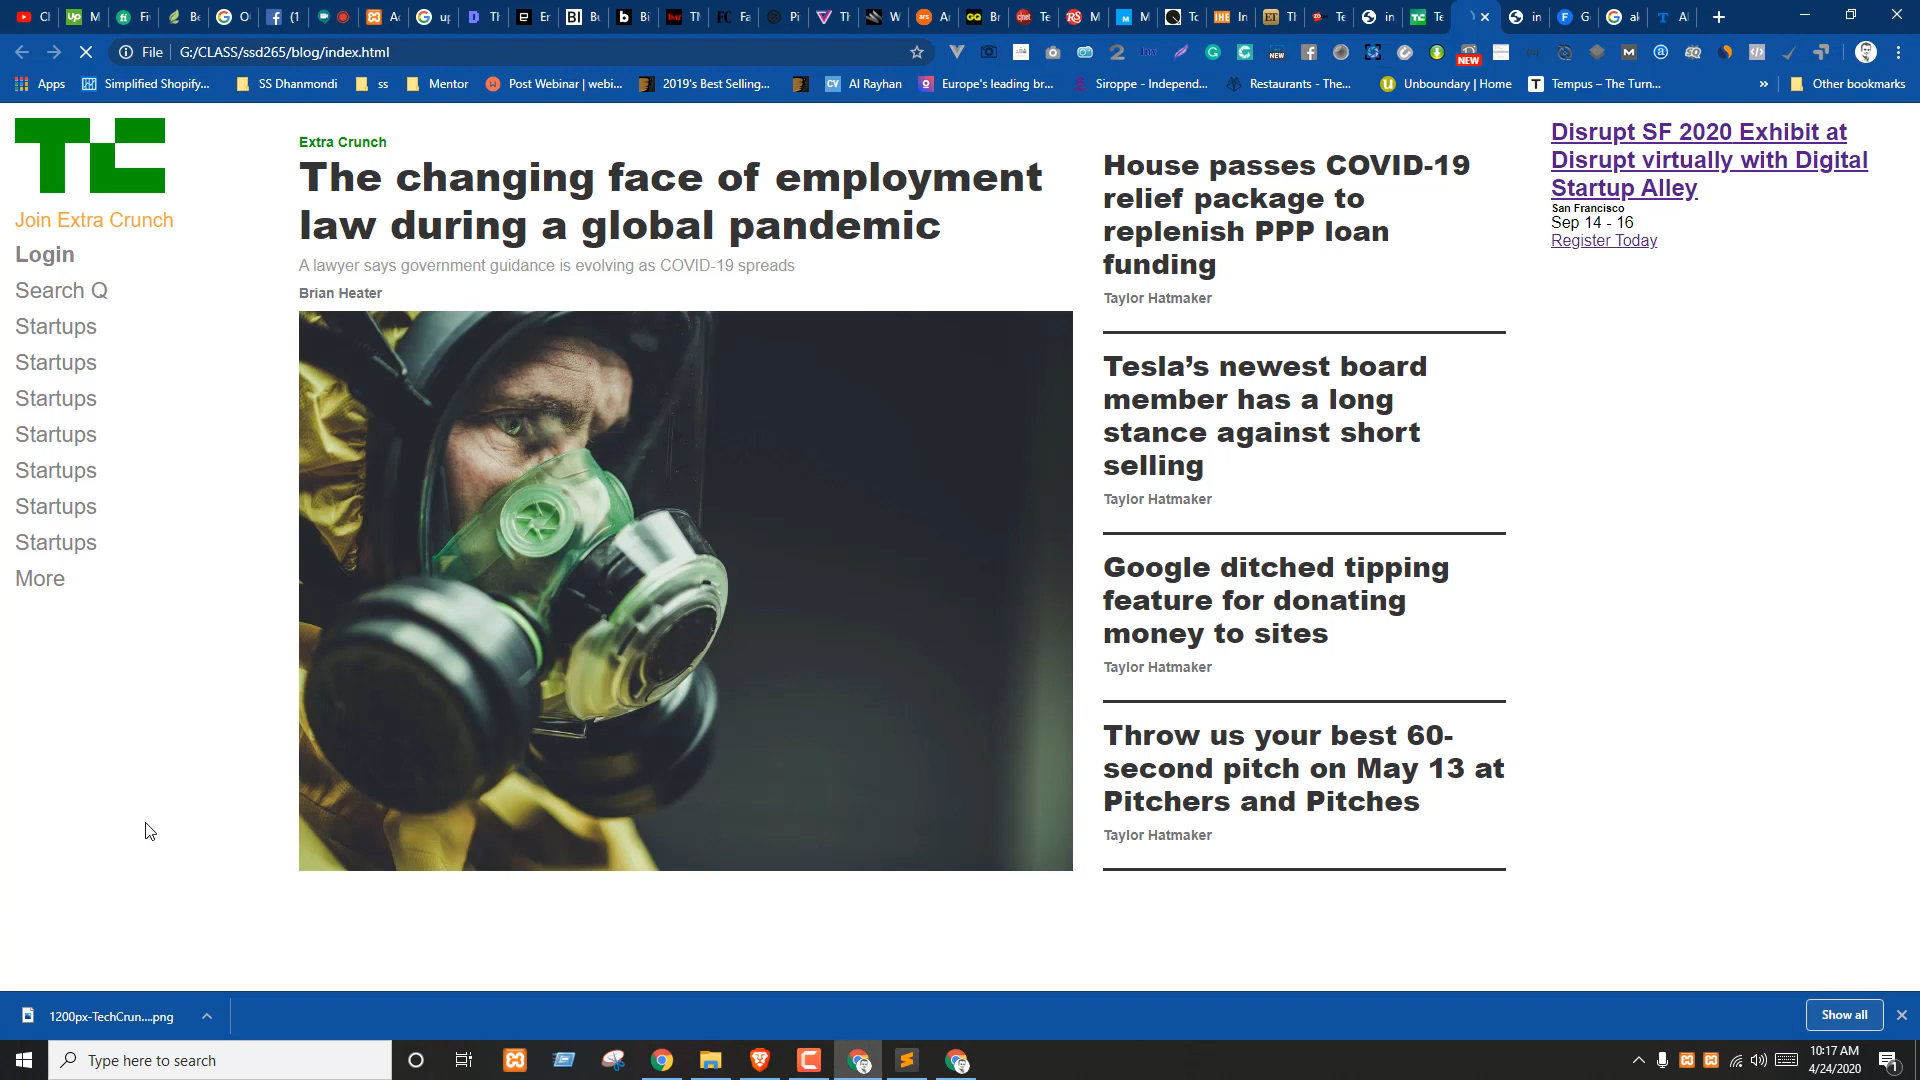 File G:/CLASS/ssd265/blog/index.html
NEW
Apps Simplified Shopify... SS Dhanmondi ss Mentor Post Webinar | webi... 2019's Best Selling... Al Rayhan Europe's leading br... Siroppe - Independ... Restaurants - The... Unboundary | Home Tempus – The Turn... » Other bookmarks
TC
Join Extra Crunch
Login
Search Q
Startups
Startups
Startups
Startups
Startups
Startups
Startups
More
Extra Crunch
The changing face of employment
law during a global pandemic
A lawyer says government guidance is evolving as COVID-19 spreads
Brian Heater
House passes COVID-19
relief package to
replenish PPP loan
funding
Taylor Hatmaker
Tesla’s newest board
member has a long
stance against short
selling
Taylor Hatmaker
Google ditched tipping
feature for donating
money to sites
Taylor Hatmaker
Throw us your best 60-
second pitch on May 13 at
Pitchers and Pitches
Taylor Hatmaker
Disrupt SF 2020 Exhibit at
Disrupt virtually with Digital
Startup Alley
San Francisco
Sep 14 - 16
Register Today
1200px-TechCrun....png
Show all
Type here to search
10:17 AM
4/24/2020